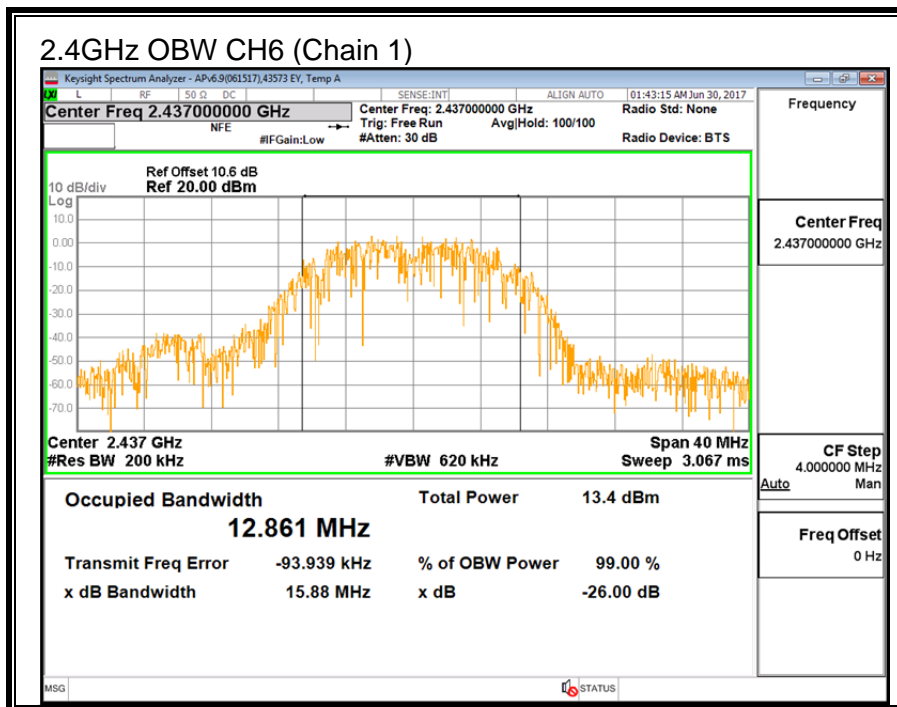 2.4GHz OBW CH6 (Chain 1)
Keysight Spectrum Analyzer - APv6.9(061517),43573 EY, Temp A
LXI L RF 50 Ω DC SENSE:INT ALIGN AUTO 01:43:15 AM Jun 30, 2017
Center Freq 2.437000000 GHz
NFE
#IFGain:Low
Center Freq: 2.437000000 GHz
Trig: Free Run Avg|Hold: 100/100
#Atten: 30 dB
Radio Std: None
Radio Device: BTS
Ref Offset 10.6 dB
10 dB/div Ref 20.00 dBm
Log
10.0
0.00
-10.0
-20.0
-30.0
-40.0
-50.0
-60.0
-70.0
Center 2.437 GHz Span 40 MHz
#Res BW 200 kHz #VBW 620 kHz Sweep 3.067 ms
Occupied Bandwidth
12.861 MHz
Total Power 13.4 dBm
Transmit Freq Error -93.939 kHz % of OBW Power 99.00 %
x dB Bandwidth 15.88 MHz x dB -26.00 dB
MSG STATUS
Frequency
Center Freq
2.437000000 GHz
CF Step
4.000000 MHz
Auto Man
Freq Offset
0 Hz